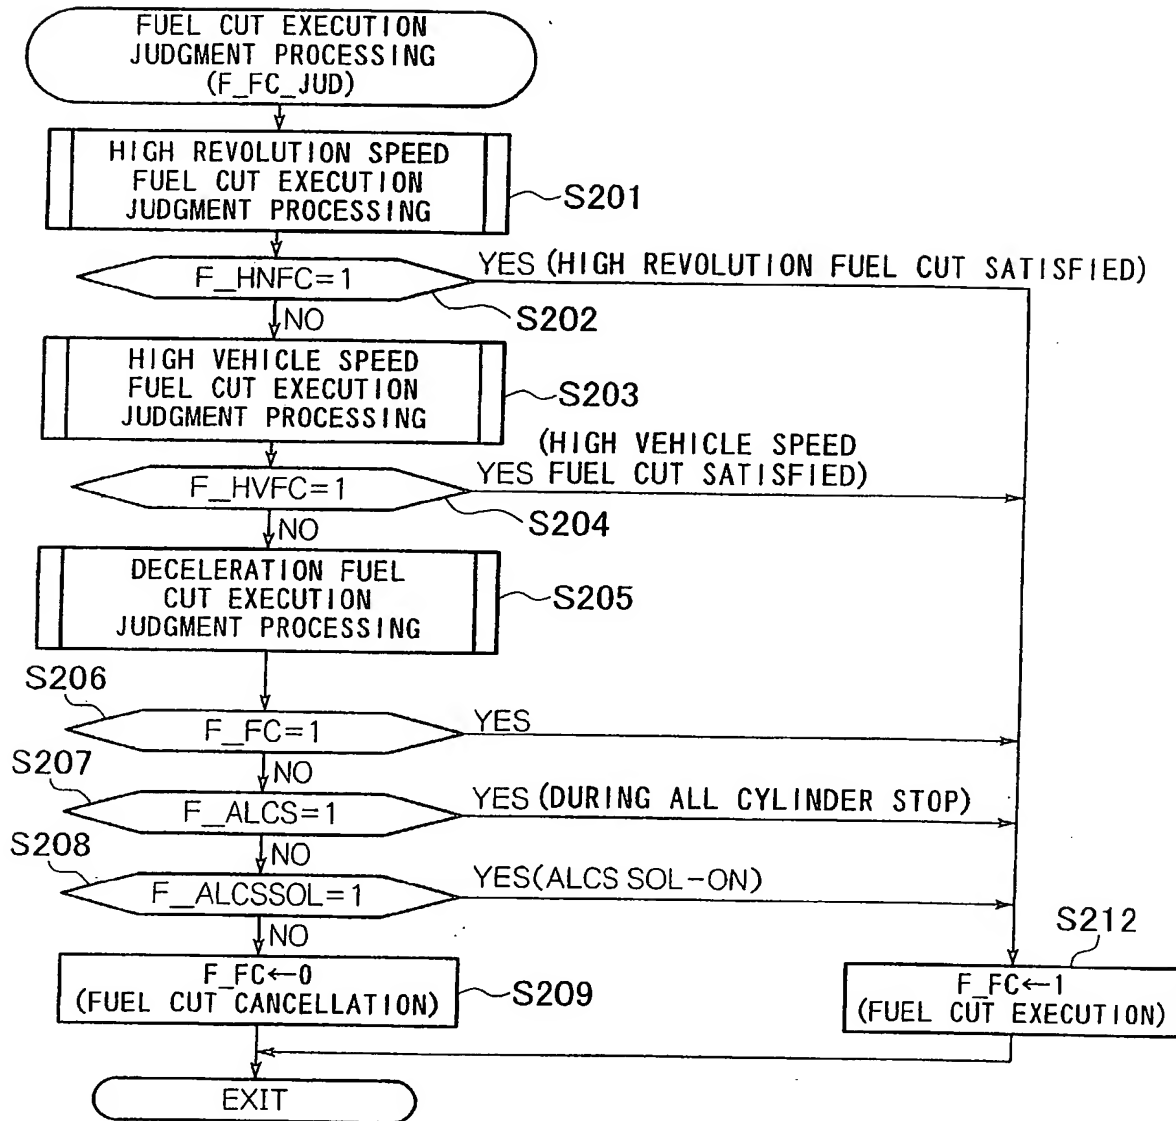 FUEL CUT EXECUTION
JUDGMENT PROCESSING
(F_FC_JUD)
HIGH REVOLUTION SPEED
FUEL CUT EXECUTION
JUDGMENT PROCESSING
S201
F_HNFC=1
YES (HIGH REVOLUTION FUEL CUT SATISFIED)
S202
NO
HIGH VEHICLE SPEED
FUEL CUT EXECUTION
JUDGMENT PROCESSING
S203
F_HVFC=1
(HIGH VEHICLE SPEED
YES FUEL CUT SATISFIED)
S204
NO
DECELERATION FUEL
CUT EXECUTION
JUDGMENT PROCESSING
S205
S206
F_FC=1
YES
NO
S207
F_ALCS=1
YES (DURING ALL CYLINDER STOP)
NO
S208
F_ALCSSOL=1
YES(ALCS SOL-ON)
NO
F_FC←0
(FUEL CUT CANCELLATION)
S209
S212
F_FC←1
(FUEL CUT EXECUTION)
EXIT